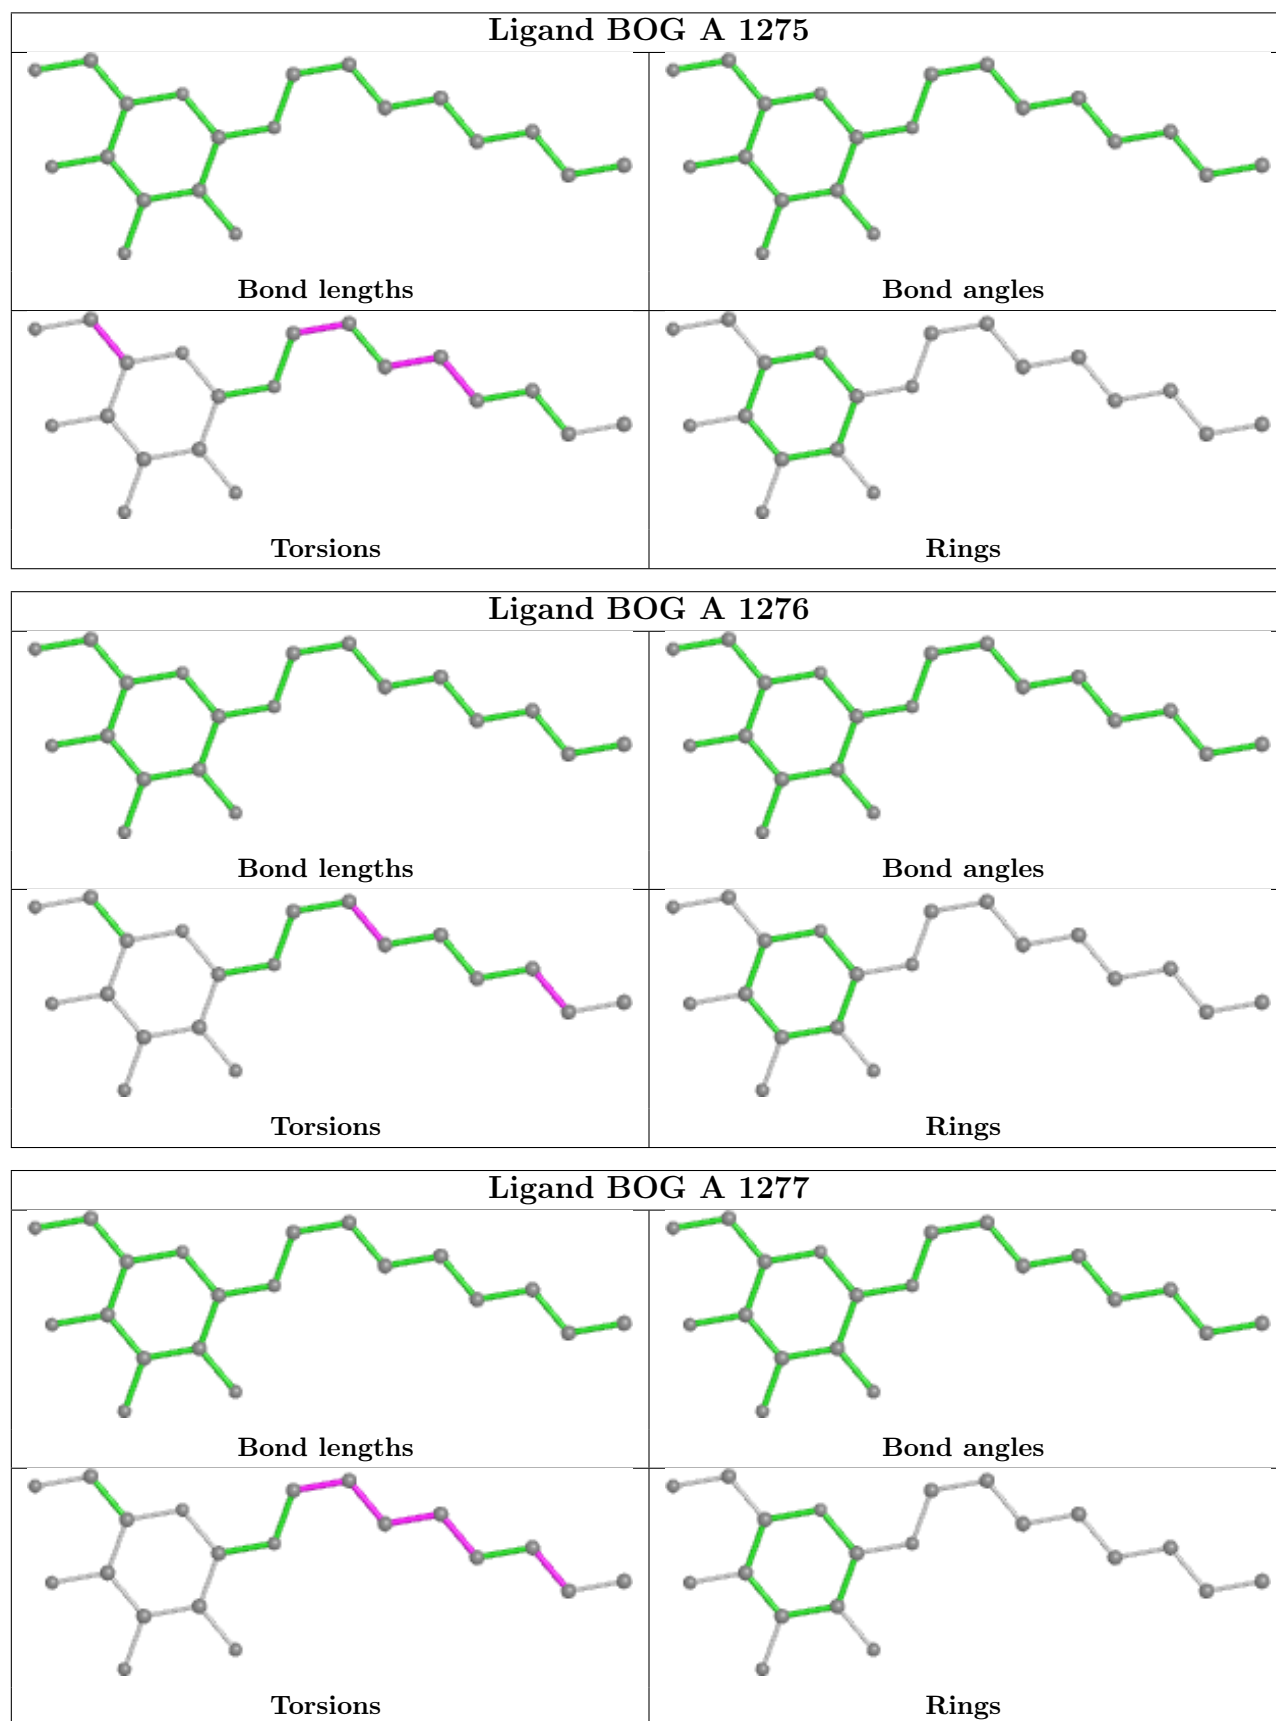 Ligand BOG A 1275
Bond lengths
Bond angles
Torsions
Rings
Ligand BOG A 1276
Bond lengths
Bond angles
Torsions
Rings
Ligand BOG A 1277
Bond lengths
Bond angles
Torsions
Rings